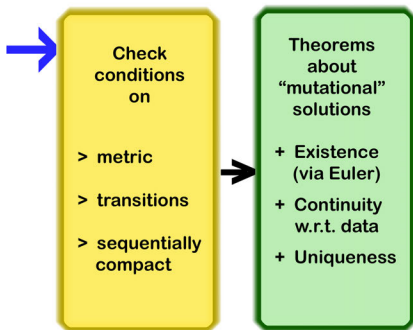 Check
conditions
on
> metric
> transitions
> sequentially
compact
Theorems
about
“mutational”
solutions
+ Existence
(via Euler)
+ Continuity
w.r.t. data
+ Uniqueness